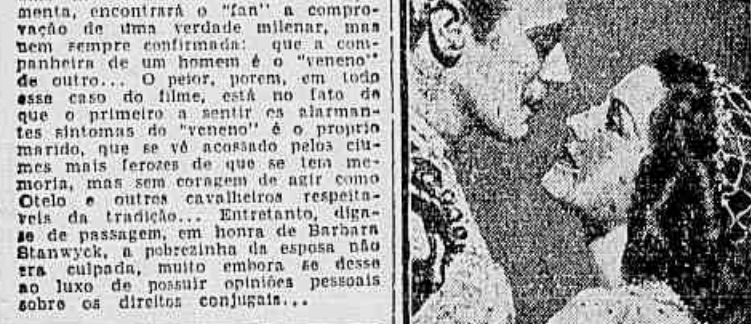 menta, encontrará o "fan" a compro-
vação de uma verdade milenar, mas
nem sempre confirmada: que a com-
panheira de um homem é o "veneno"
de outro... O peior, porem, em todo
esse caso do filme, está no fato de
que o primeiro a sentir os alarman-
tes sintomas do "veneno" é o proprio
marido, que se vê acossado pelos ciu-
mes mais ferozes de que se tem me-
moria, mas sem coragem de agir como
Otelo e outros cavalheiros respeita-
veis da tradição... Entretanto, diga-
se de passagem, em honra de Barbara
Stanwyck, a pobrezinha da esposa não
era culpada, muito embora se desse
ao luxo de possuir opiniões pessoais
sobre os direitos conjugais...